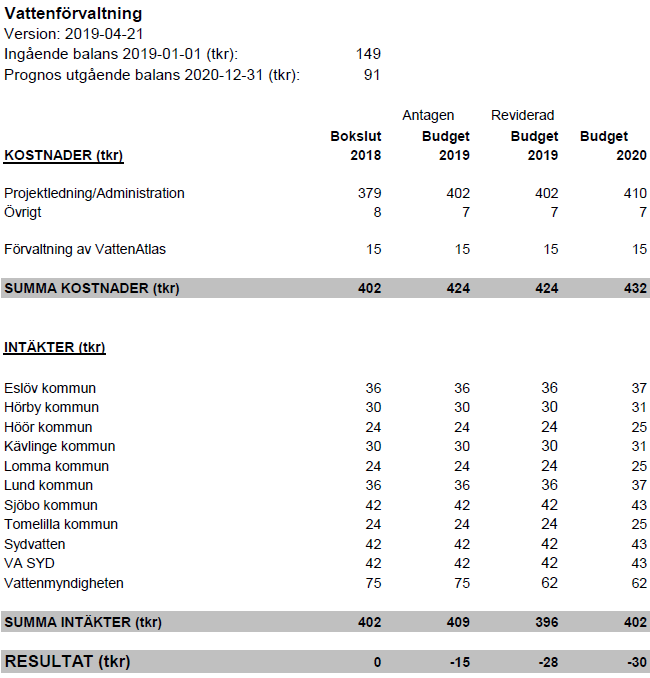 Vattenförvaltning
Version: 2019-04-21
Ingående balans 2019-01-01 (tkr): 149
Prognos utgående balans 2020-12-31 (tkr): 91
Antagen Reviderad
Bokslut Budget Budget Budget
KOSTNADER (tkr) 2018 2019 2019 2020
Projektledning/Administration 379 402 402 410
Övrigt 8 7 7 7
Förvaltning av VattenAtlas 15 15 15 15
SUMMA KOSTNADER (tkr) 402 424 424 432
INTÄKTER (tkr)
Eslöv kommun 36 36 36 37
Hörby kommun 30 30 30 31
Höör kommun 24 24 24 25
Kävlinge kommun 30 30 30 31
Lomma kommun 24 24 24 25
Lund kommun 36 36 36 37
Sjöbo kommun 42 42 42 43
Tomelilla kommun 24 24 24 25
Sydvatten 42 42 42 43
VA SYD 42 42 42 43
Vattenmyndigheten 75 75 62 62
SUMMA INTÄKTER (tkr) 402 409 396 402
RESULTAT (tkr) 0 -15 -28 -30